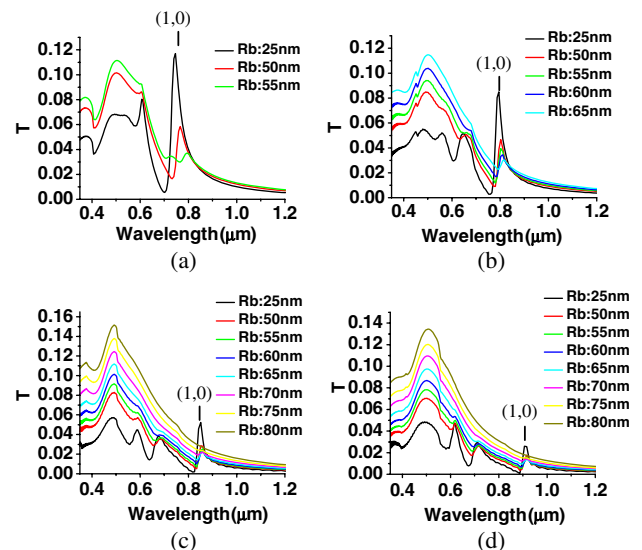 (1,0)
Rb:25nm
Rb:50nm
Rb:55nm
T
0.12
0.10
0.08
0.06
0.04
0.02
0.00
0.4 0.6 0.8 1.0 1.2
Wavelength(μm)
(a)
(1,0)
Rb:25nm
Rb:50nm
Rb:55nm
Rb:60nm
Rb:65nm
T
0.12
0.10
0.08
0.06
0.04
0.02
0.00
0.4 0.6 0.8 1.0 1.2
Wavelength(μm)
(b)
(1,0)
Rb:25nm
Rb:50nm
Rb:55nm
Rb:60nm
Rb:65nm
Rb:70nm
Rb:75nm
Rb:80nm
T
0.16
0.14
0.12
0.10
0.08
0.06
0.04
0.02
0.00
0.4 0.6 0.8 1.0 1.2
Wavelength(μm)
(c)
(1,0)
Rb:25nm
Rb:50nm
Rb:55nm
Rb:60nm
Rb:65nm
Rb:70nm
Rb:75nm
Rb:80nm
T
0.14
0.12
0.10
0.08
0.06
0.04
0.02
0.00
0.4 0.6 0.8 1.0 1.2
Wavelength(μm)
(d)